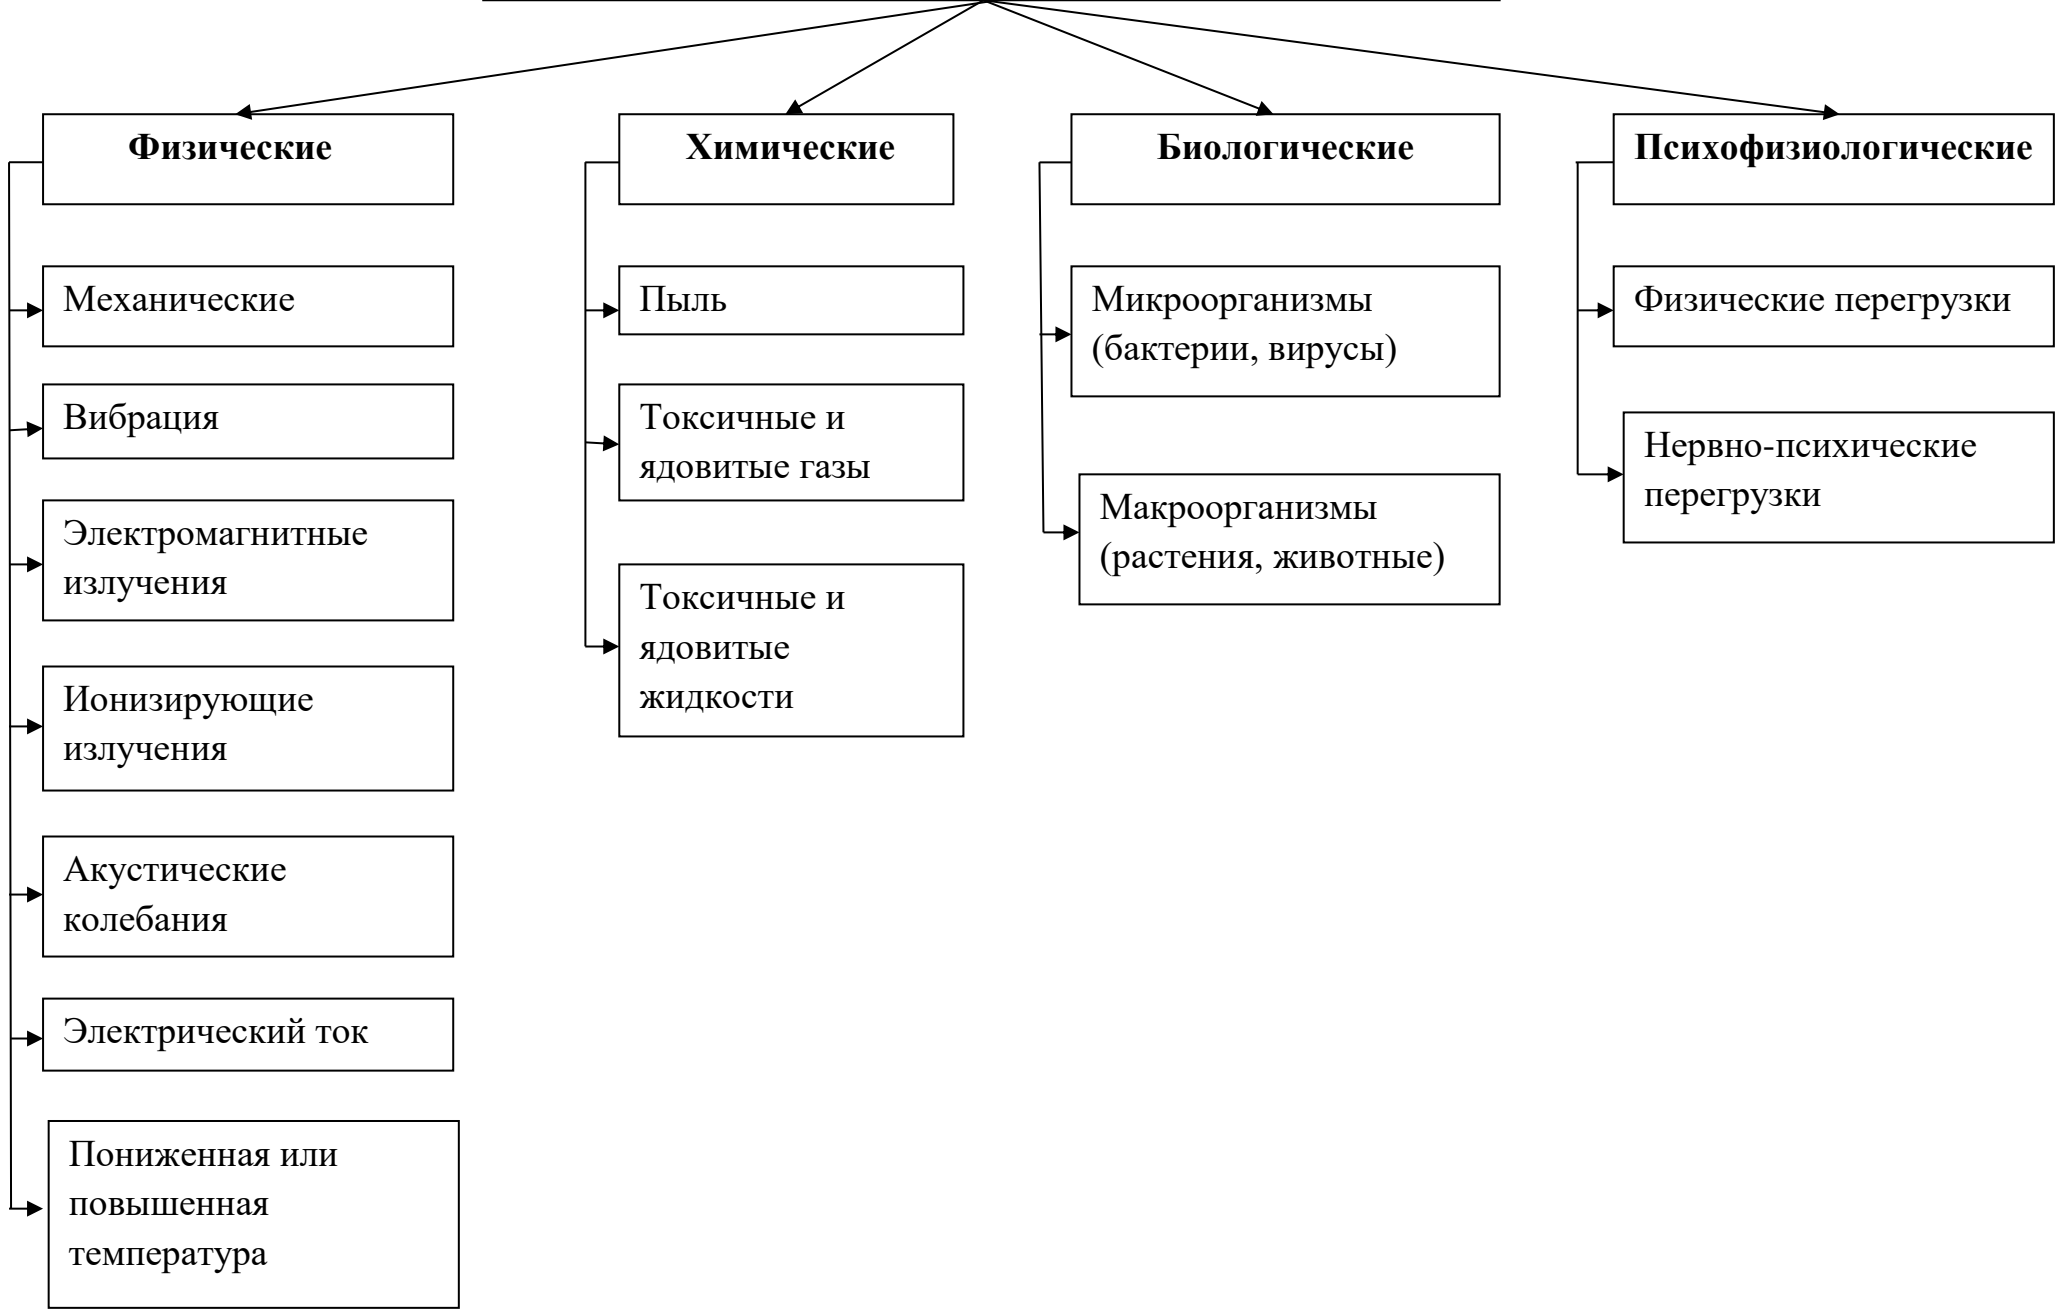 Физические
Химические
Биологические
Психофизиологические
Механические
Вибрация
Электромагнитные
излучения
Ионизирующие
излучения
Акустические
колебания
Электрический ток
Пониженная или
повышенная
температура
Пыль
Токсичные и
ядовитые газы
Токсичные и
ядовитые
жидкости
Микроорганизмы
(бактерии, вирусы)
Макроорганизмы
(растения, животные)
Физические перегрузки
Нервно-психические
перегрузки